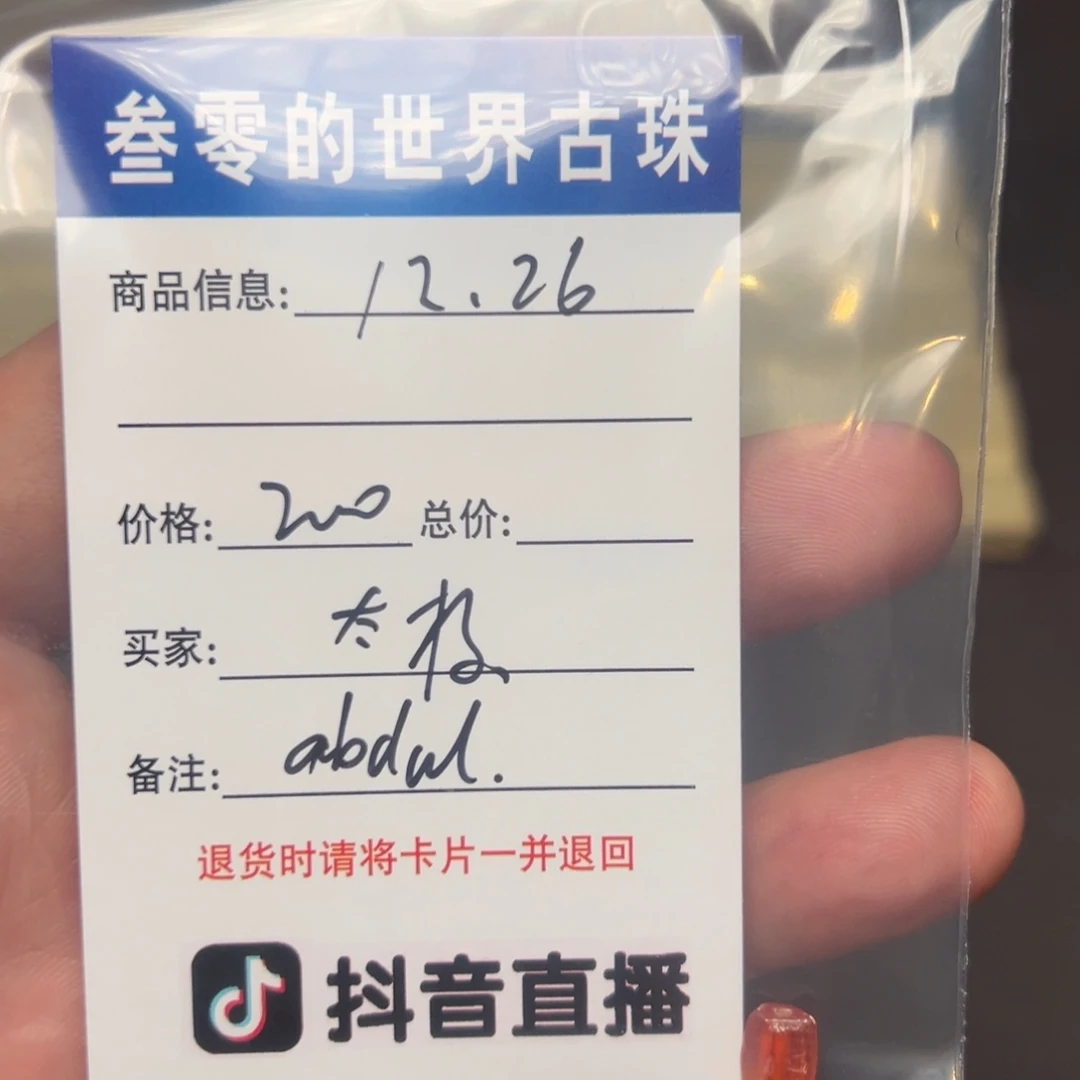 叁零的世界古珠
商品信息: 12.26
价格: 200 总价:
买家: 太极
备注: abdul.
退货时请将卡片一并退回
抖音直播